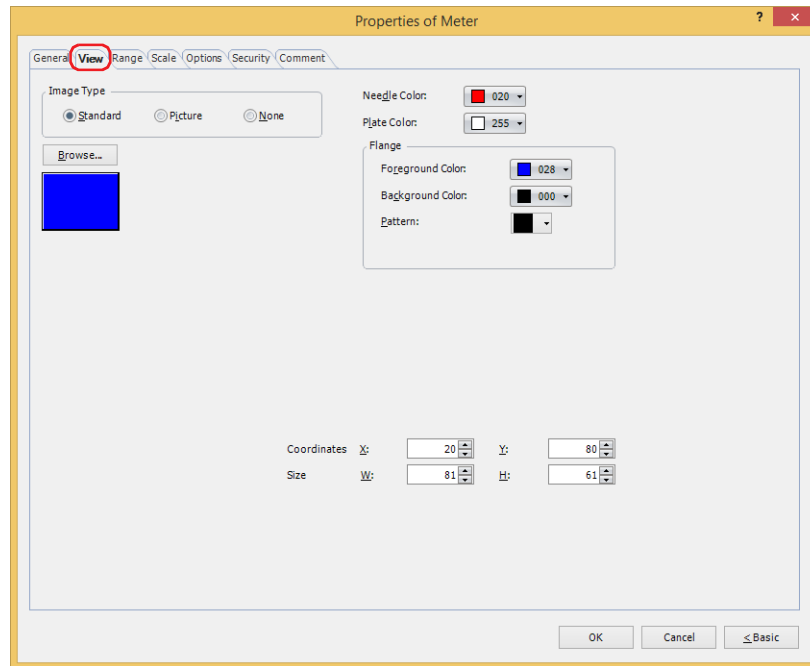 Properties of Meter
?
×
General View Range Scale Options Security Comment
Image Type
Standard Picture None
Browse...
Needle Color: 020
Plate Color: 255
Flange
Foreground Color: 028
Background Color: 000
Pattern:
Coordinates X: 20 Y: 80
Size W: 81 H: 61
OK Cancel < Basic